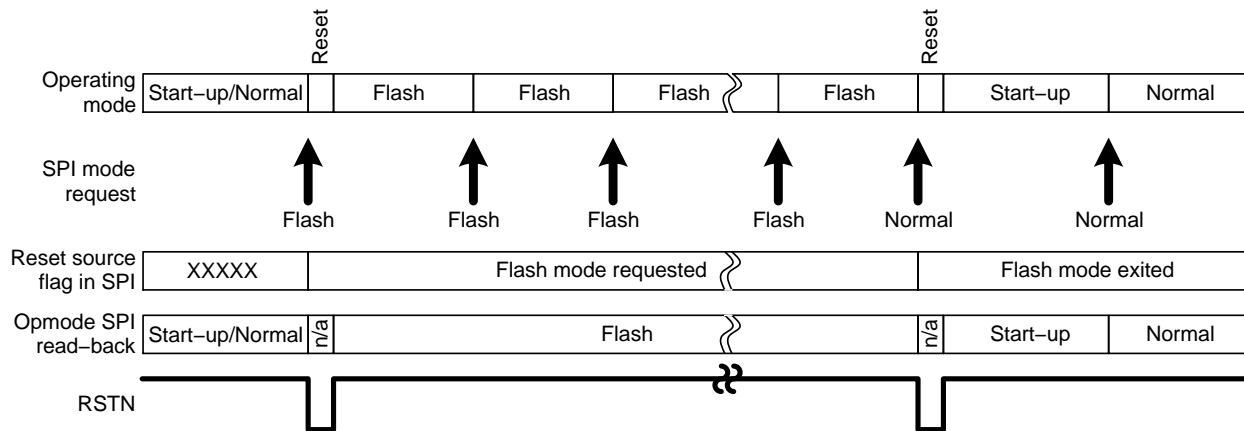 Reset
Reset
Operating
mode
Start−up/Normal
Flash
Flash
Flash
Flash
Start−up
Normal
SPI mode
request
Flash
Flash
Flash
Flash
Normal
Normal
Reset source
flag in SPI
XXXXX
Flash mode requested
Flash mode exited
Opmode SPI
read−back
Start−up/Normal
n/a
Flash
n/a
Start−up
Normal
RSTN